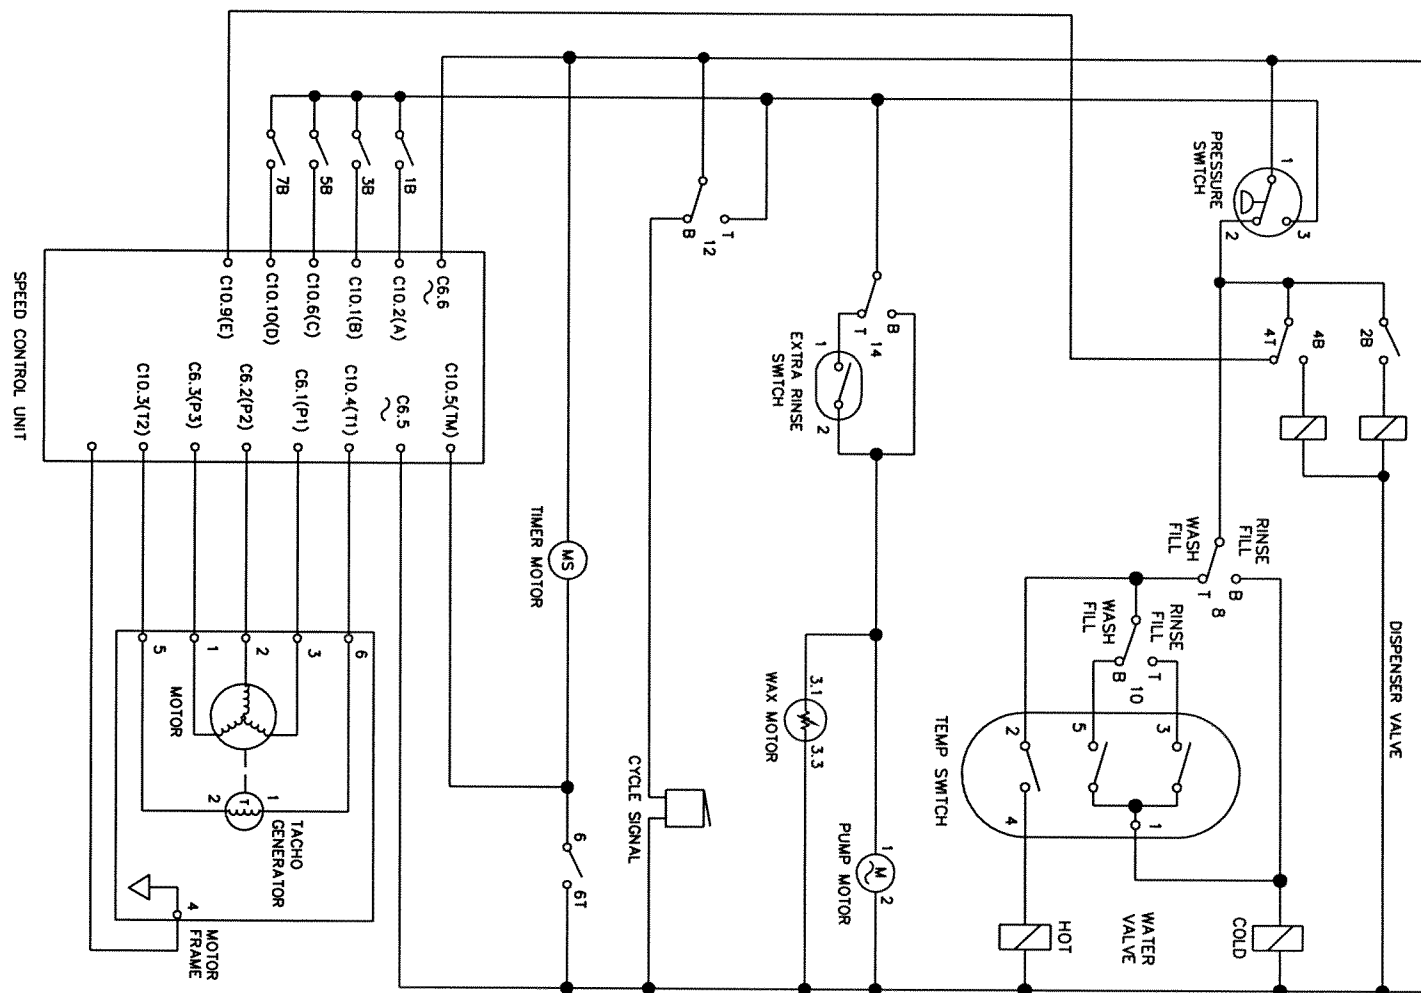 PRESSURE
SWITCH
1
2
3
7B
5B
3B
1B
B
T
12
C10.9(E)
C10.10(D)
C10.6(C)
C10.1(B)
C10.2(A)
C6.6
SPEED CONTROL UNIT
C10.3(T2)
C6.3(P3)
C6.2(P2)
C6.1(P1)
C10.4(T1)
C6.5
C10.5(TM)
T
B
14
1
EXTRA RINSE
SWITCH
2
4T
4B
2B
TIMER MOTOR
MS
WASH
FILL
RINSE
FILL
T
B
8
WASH
FILL
RINSE
FILL
B
T
10
DISPENSER VALVE
5
1
2
3
6
MOTOR
2
1
T
TACHO
GENERATOR
4
MOTOR
FRAME
WAX MOTOR
3.1
3.3
TEMP SWITCH
2
5
3
4
1
CYCLE SIGNAL
6
6T
PUMP MOTOR
1
M
2
HOT
WATER
VALVE
COLD